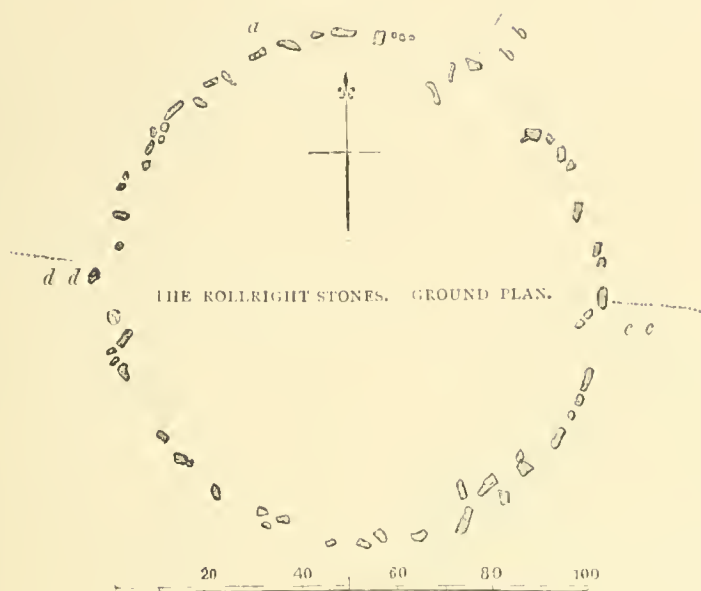 a
b b
d d
THE ROLLRIGHT STONES. GROUND PLAN.
c c
20 40 60 80 100